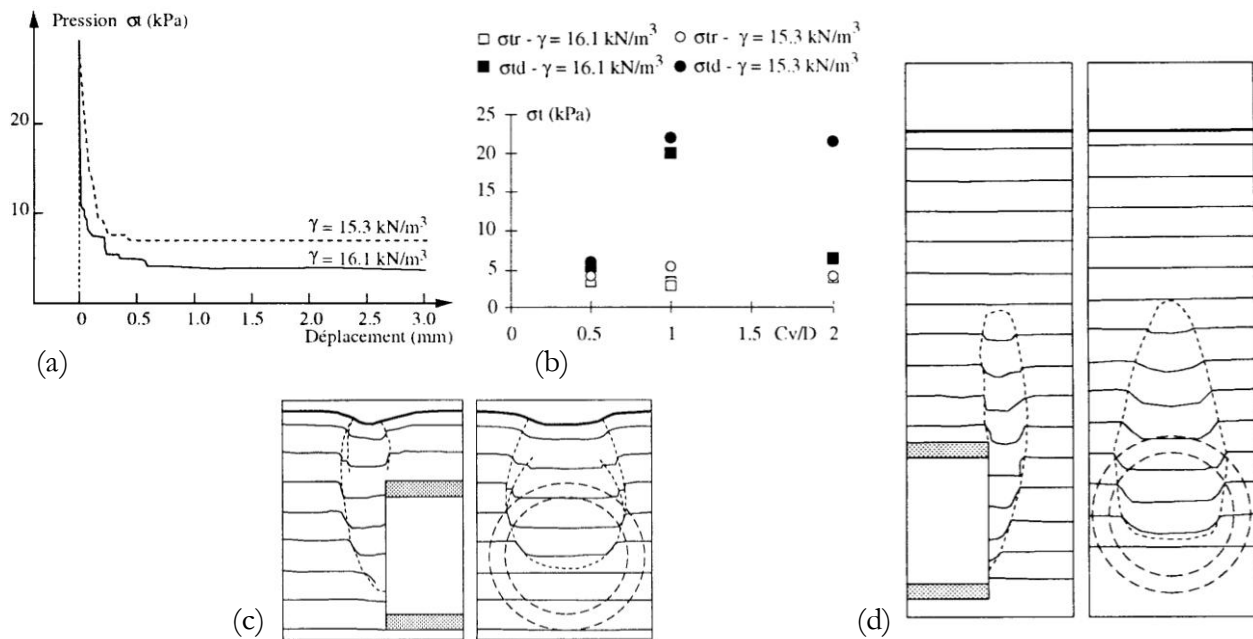 Pression σt (kPa)
20
10
γ = 15.3 kN/m³
γ = 16.1 kN/m³
0 0.5 1.0 1.5 2.0 2.5 3.0
Déplacement (mm)
(a)
□ σtr - γ = 16.1 kN/m³ ○ σtr - γ = 15.3 kN/m³
■ σtd - γ = 16.1 kN/m³ ● σtd - γ = 15.3 kN/m³
σt (kPa)
25
20
15
10
5
0
0 0.5 1 1.5 Cv/D 2
(b)
(c)
(d)